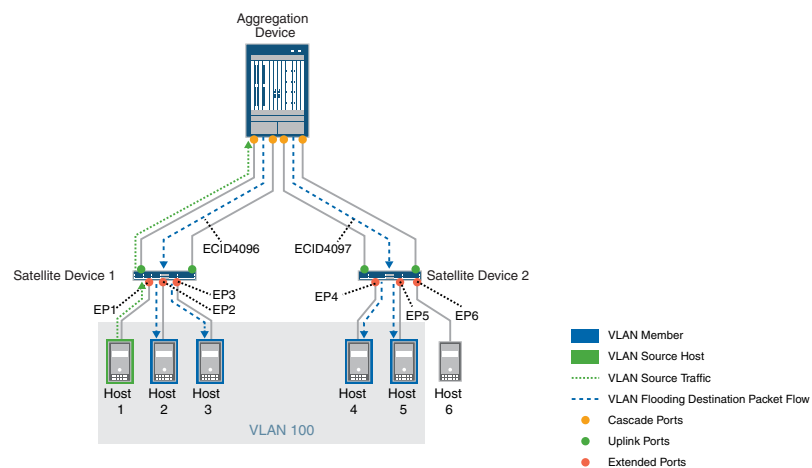 Aggregation
Device
ECID4096
ECID4097
Satellite Device 1
Satellite Device 2
EP1
EP3
EP2
EP4
EP5
EP6
Host
1
Host
2
Host
3
Host
4
Host
5
Host
6
VLAN 100
VLAN Member
VLAN Source Host
VLAN Source Traffic
VLAN Flooding Destination Packet Flow
Cascade Ports
Uplink Ports
Extended Ports